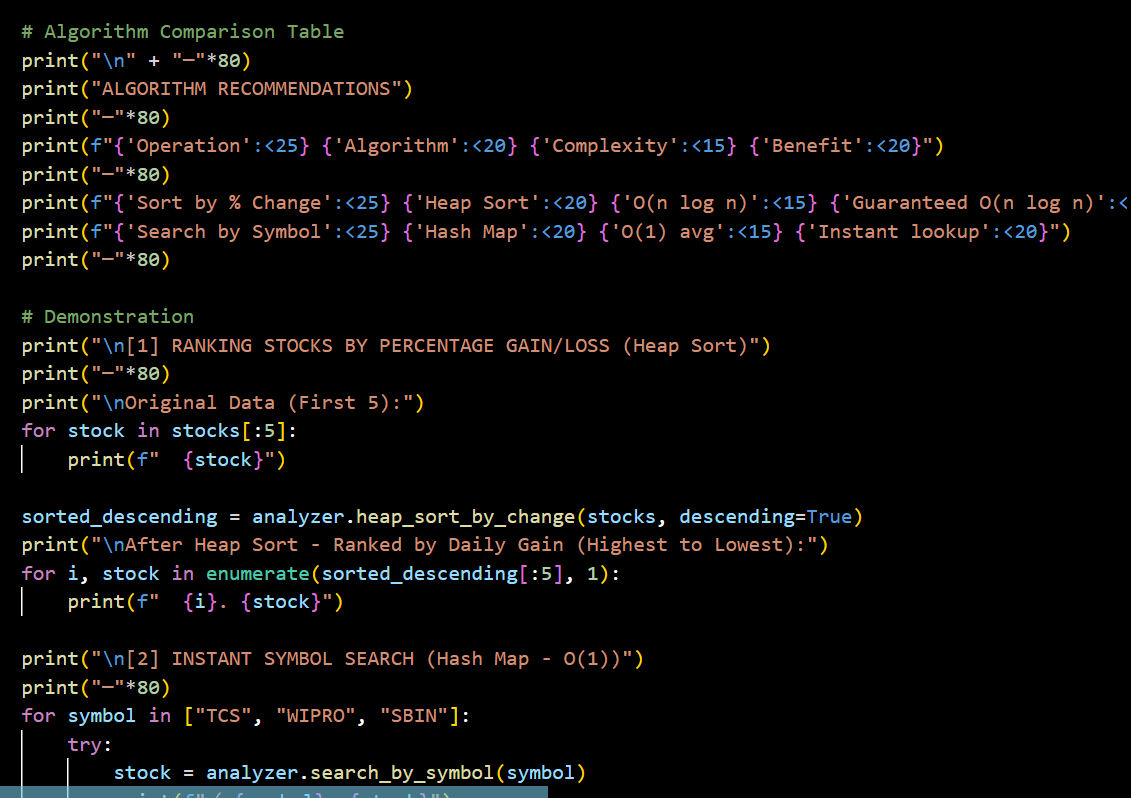 # Algorithm Comparison Table
print("\n" + "─"*80)
print("ALGORITHM RECOMMENDATIONS")
print("─"*80)
print(f"{'Operation':<25} {'Algorithm':<20} {'Complexity':<15} {'Benefit':<20}")
print("─"*80)
print(f"{'Sort by % Change':<25} {'Heap Sort':<20} {'O(n log n)':<15} {'Guaranteed O(n log n)':<
print(f"{'Search by Symbol':<25} {'Hash Map':<20} {'O(1) avg':<15} {'Instant lookup':<20}")
print("─"*80)

# Demonstration
print("\n[1] RANKING STOCKS BY PERCENTAGE GAIN/LOSS (Heap Sort)")
print("─"*80)
print("\nOriginal Data (First 5):")
for stock in stocks[:5]:
    print(f"  {stock}")

sorted_descending = analyzer.heap_sort_by_change(stocks, descending=True)
print("\nAfter Heap Sort - Ranked by Daily Gain (Highest to Lowest):")
for i, stock in enumerate(sorted_descending[:5], 1):
    print(f"  {i}. {stock}")

print("\n[2] INSTANT SYMBOL SEARCH (Hash Map - O(1))")
print("─"*80)
for symbol in ["TCS", "WIPRO", "SBIN"]:
    try:
        stock = analyzer.search_by_symbol(symbol)